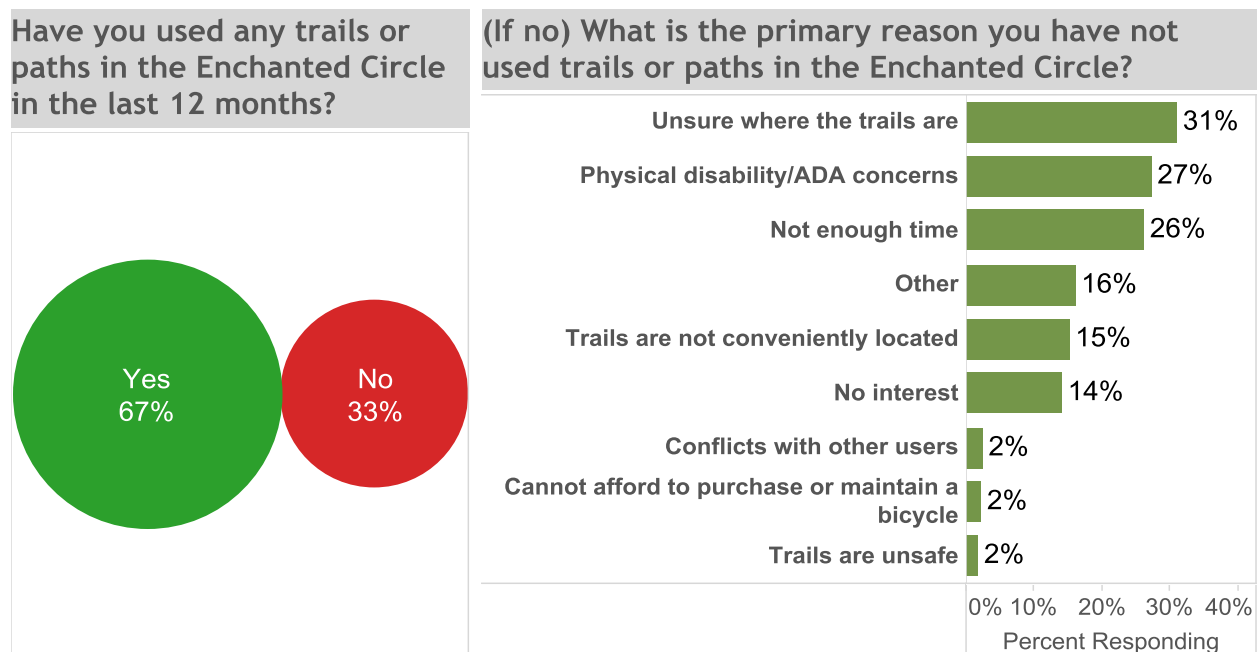 Have you used any trails or
paths in the Enchanted Circle
in the last 12 months?
Yes
67%
No
33%
(If no) What is the primary reason you have not
used trails or paths in the Enchanted Circle?
Unsure where the trails are 31%
Physical disability/ADA concerns 27%
Not enough time 26%
Other 16%
Trails are not conveniently located 15%
No interest 14%
Conflicts with other users 2%
Cannot afford to purchase or maintain a
bicycle 2%
Trails are unsafe 2%
0% 10% 20% 30% 40%
Percent Responding